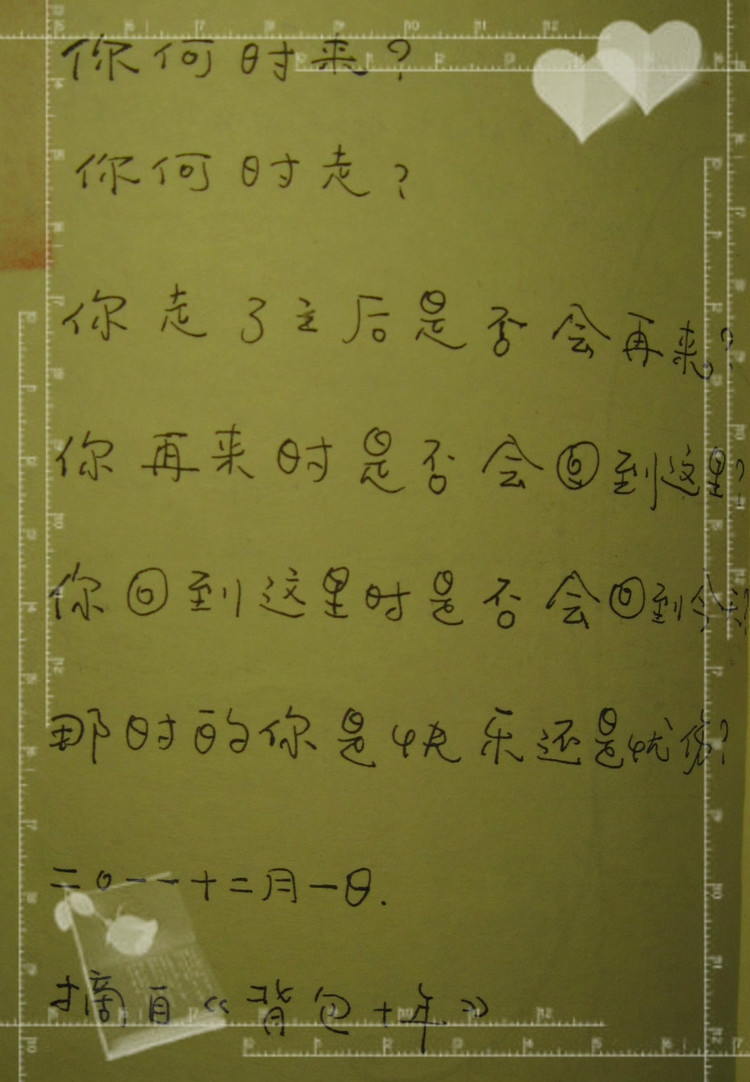 你何时来?
你何时走?
你走了之后是否会再来?
你再来时是否会回到这里?
你回到这里时是否会回到今
那时的你是快乐还是忧伤?
二〇一一十二月一日.
摘自《背包十年》